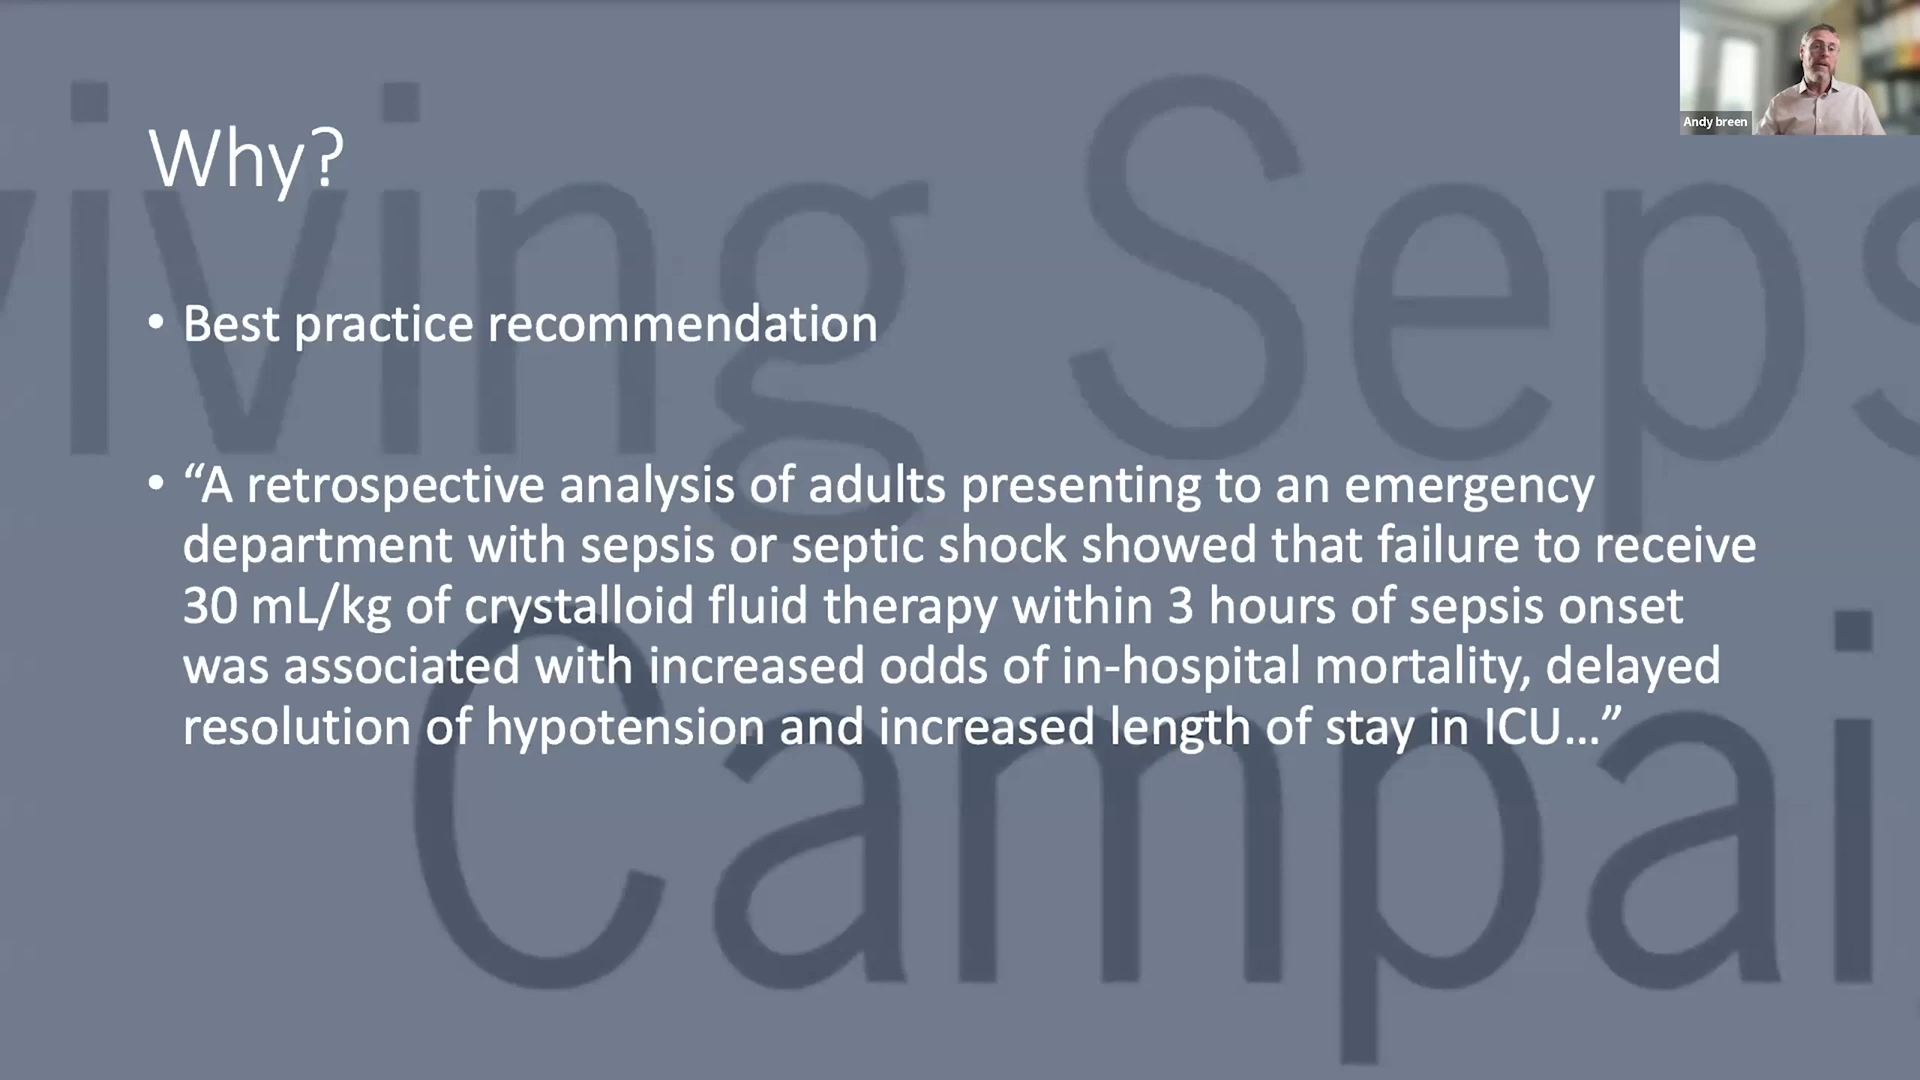 Andy breen
Why?
• Best practice recommendation
• “A retrospective analysis of adults presenting to an emergency
department with sepsis or septic shock showed that failure to receive
30 mL/kg of crystalloid fluid therapy within 3 hours of sepsis onset
was associated with increased odds of in-hospital mortality, delayed
resolution of hypotension and increased length of stay in ICU...”
viving Seps
Campai